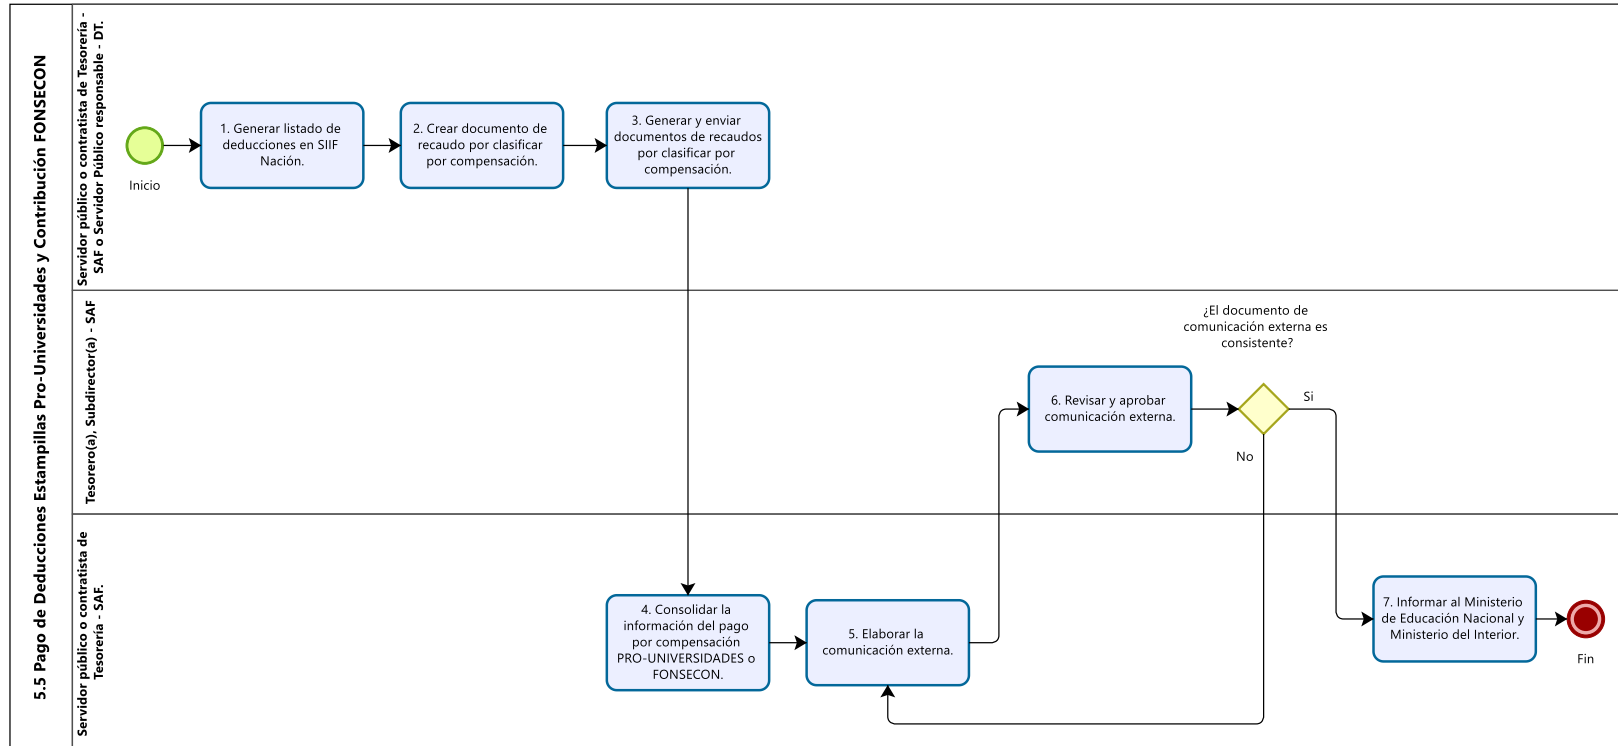 5.5 Pago de Deducciones Estampillas Pro-Universidades y Contribución FONSECON
Servidor público o contratista de Tesorería -
SAF o Servidor Público responsable - DT.
Inicio
1. Generar listado de
deducciones en SIIF
Nación.
2. Crear documento de
recaudo por clasificar
por compensación.
3. Generar y enviar
documentos de recaudos
por clasificar por
compensación.
Tesorero(a), Subdirector(a) - SAF
6. Revisar y aprobar
comunicación externa.
¿El documento de
comunicación externa es
consistente?
Si
No
Servidor público o contratista de
Tesorería - SAF.
4. Consolidar la
información del pago
por compensación
PRO-UNIVERSIDADES o
FONSECON.
5. Elaborar la
comunicación externa.
7. Informar al Ministerio
de Educación Nacional y
Ministerio del Interior.
Fin